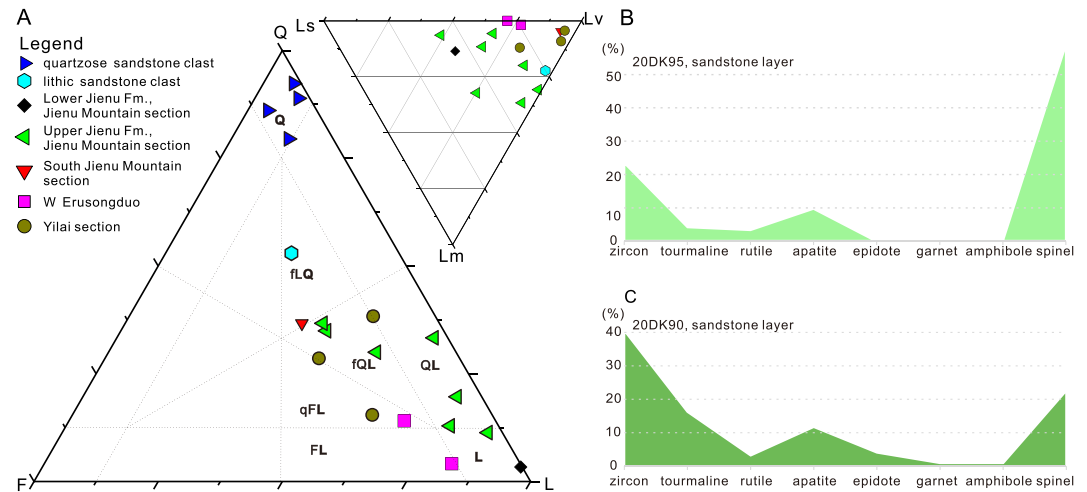 A
Legend
quartzose sandstone clast
lithic sandstone clast
Lower Jienu Fm.,
Jienu Mountain section
Upper Jienu Fm.,
Jienu Mountain section
South Jienu Mountain
section
W Erusongduo
Yilai section
Q
Q
fLQ
fQL
QL
qFL
FL
L
F
L
Ls
Lv
Lm
B
(%)
20DK95, sandstone layer
50
40
30
20
10
0
zircon tourmaline rutile apatite epidote garnet amphibole spinel
C
(%)
20DK90, sandstone layer
40
30
20
10
0
zircon tourmaline rutile apatite epidote garnet amphibole spinel